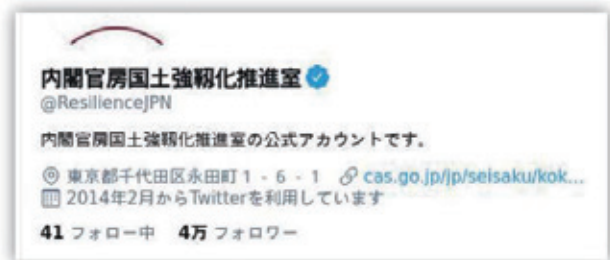 内閣官房国土強靱化推進室
@ResilienceJPN
内閣官房国土強靱化推進室の公式アカウントです。
東京都千代田区永田町1-6-1 cas.go.jp/jp/seisaku/kok...
2014年2月からTwitterを利用しています
41 フォロー中 4万 フォロワー